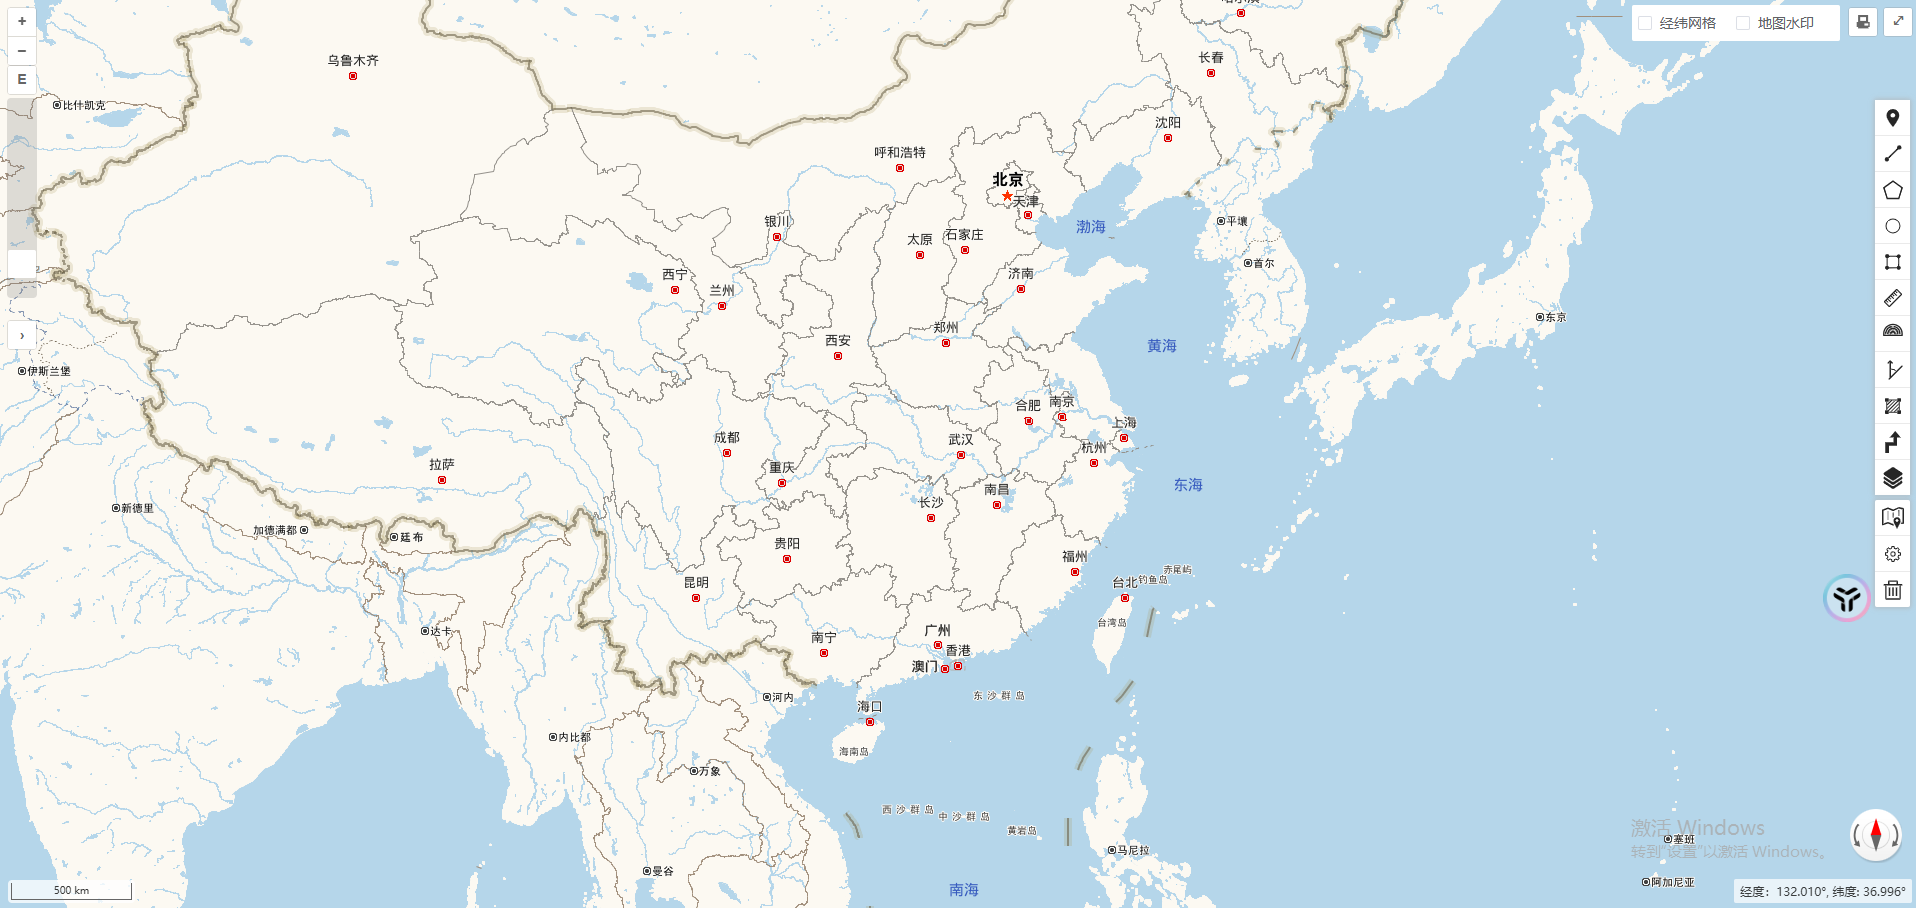 +
经纬网格
地图水印
−
E
长春
乌鲁木齐
比什凯克
沈阳
呼和浩特
北京
天津
银川
渤海
平壤
太原
石家庄
首尔
西宁
济南
兰州
东京
郑州
西安
黄海
伊斯兰堡
合肥
南京
上海
成都
武汉
杭州
拉萨
重庆
东海
南昌
长沙
新德里
加德满都
廷布
贵阳
福州
赤尾屿
台北
钓鱼岛
昆明
台湾岛
达卡
广州
南宁
香港
澳门
东沙群岛
河内
海口
内比都
海南岛
万象
西沙群岛
中沙群岛
黄岩岛
激活 Windows
转到“设置”以激活 Windows。
塞班
马尼拉
曼谷
阿加尼亚
500 km
南海
经度：132.010°, 纬度: 36.996°